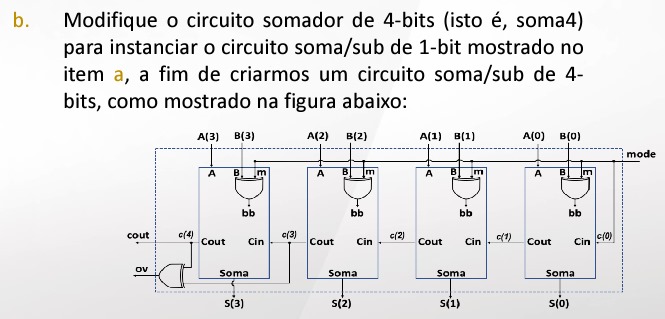 b. Modifique o circuito somador de 4-bits (isto é, soma4)
para instanciar o circuito soma/sub de 1-bit mostrado no
item a, a fim de criarmos um circuito soma/sub de 4-
bits, como mostrado na figura abaixo:
A(3) B(3) A(2) B(2) A(1) B(1) A(0) B(0)
mode
A B m A B m A B m A B m
bb bb bb bb
cout c(4) Cout Cin c(3) Cout Cin c(2) Cout Cin c(1) Cout Cin c(0)
ov
Soma Soma Soma Soma
S(3) S(2) S(1) S(0)